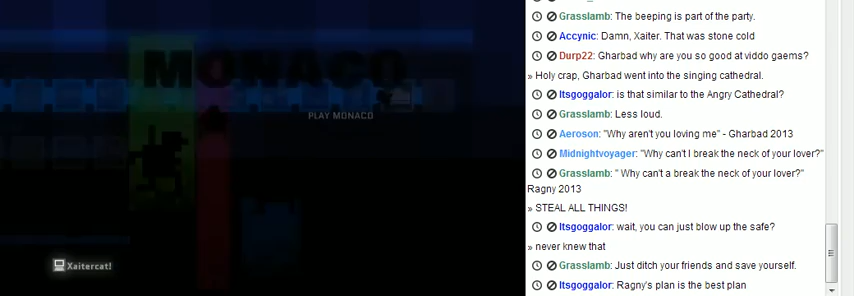 MONACO
PLAY MONACO
Xaitercat!
Grasslamb: The beeping is part of the party.
Accynic: Damn, Xaiter. That was stone cold
Durp22: Gharbad why are you so good at viddo gaems?
» Holy crap, Gharbad went into the singing cathedral.
Itsgoggalor: is that similar to the Angry Cathedral?
Grasslamb: Less loud.
Aeroson: "Why aren't you loving me" - Gharbad 2013
Midnightvoyager: "Why can't I break the neck of your lover?"
Grasslamb: " Why can't a break the neck of your lover?"
Ragny 2013
» STEAL ALL THINGS!
Itsgoggalor: wait, you can just blow up the safe?
» never knew that
Grasslamb: Just ditch your friends and save yourself.
Itsgoggalor: Ragny's plan is the best plan